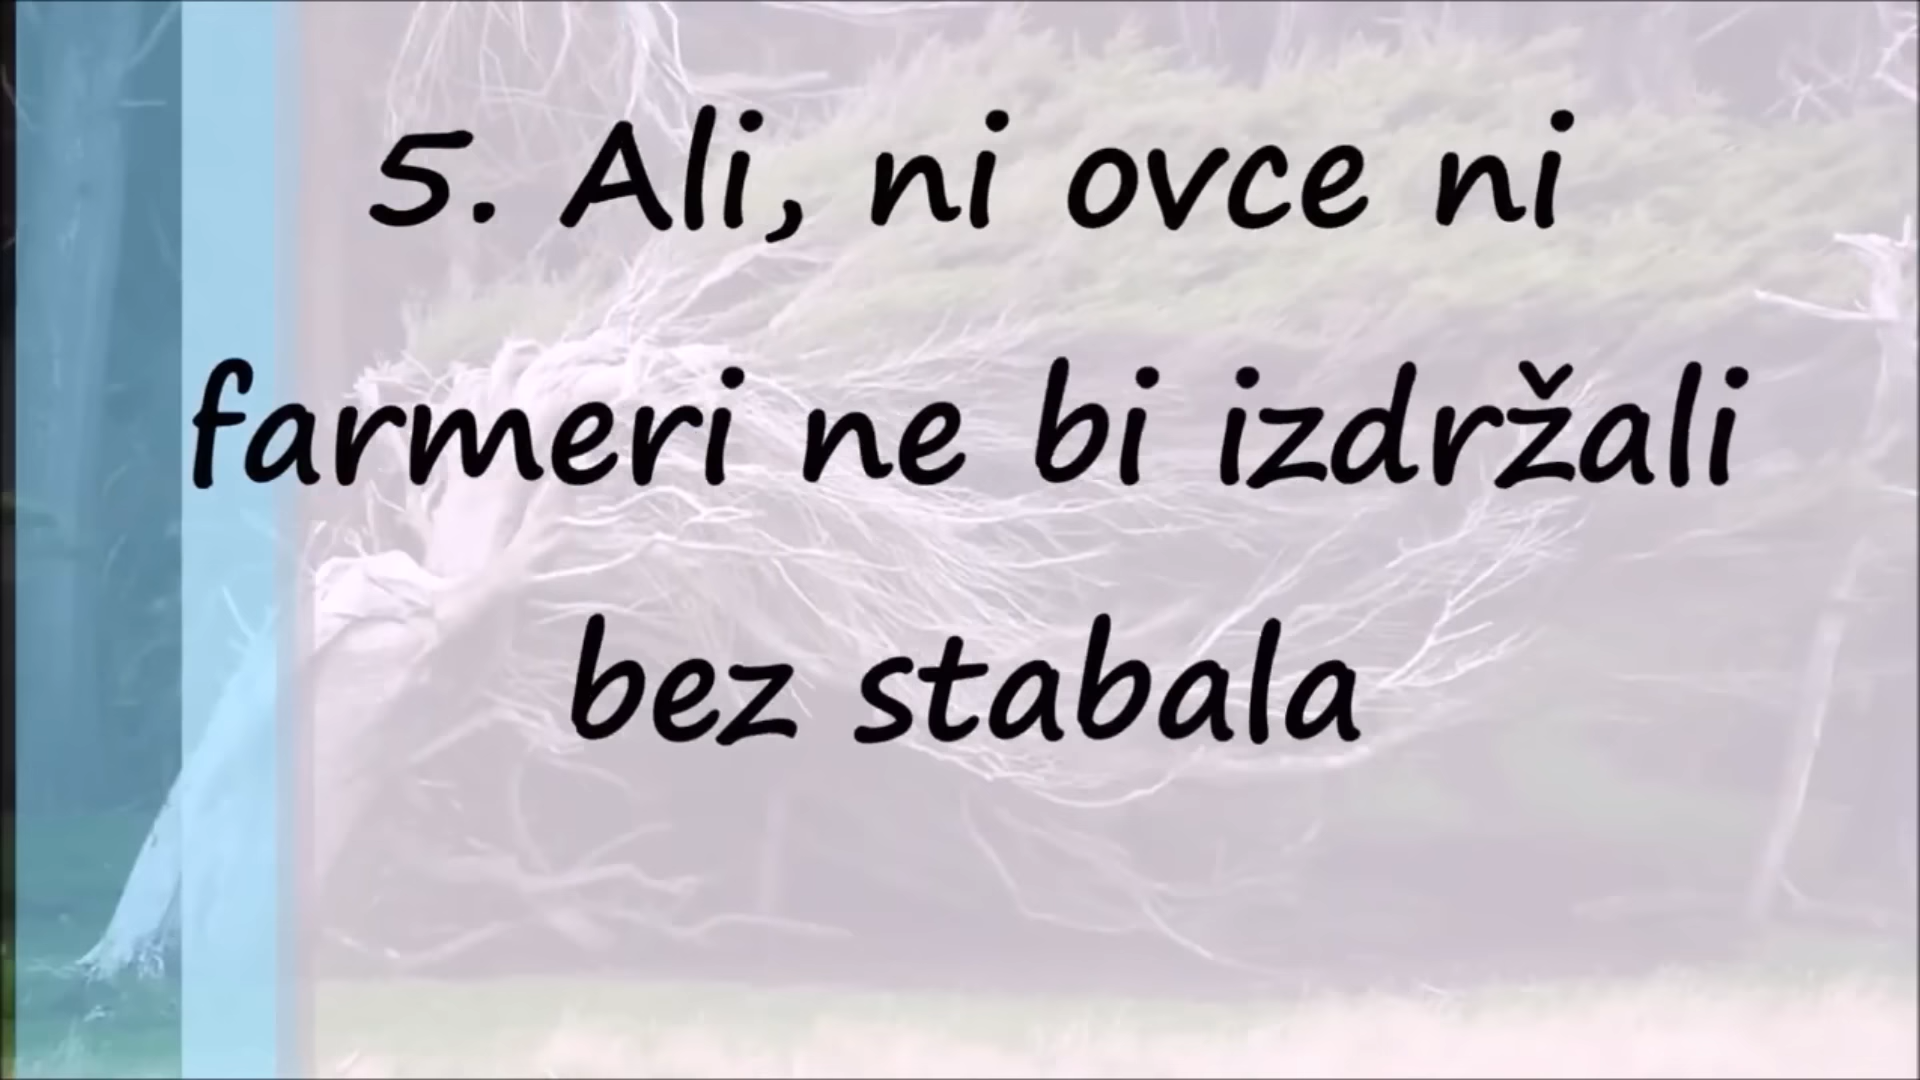 5. Ali, ni ovce ni
farmeri ne bi izdržali
bez stabala